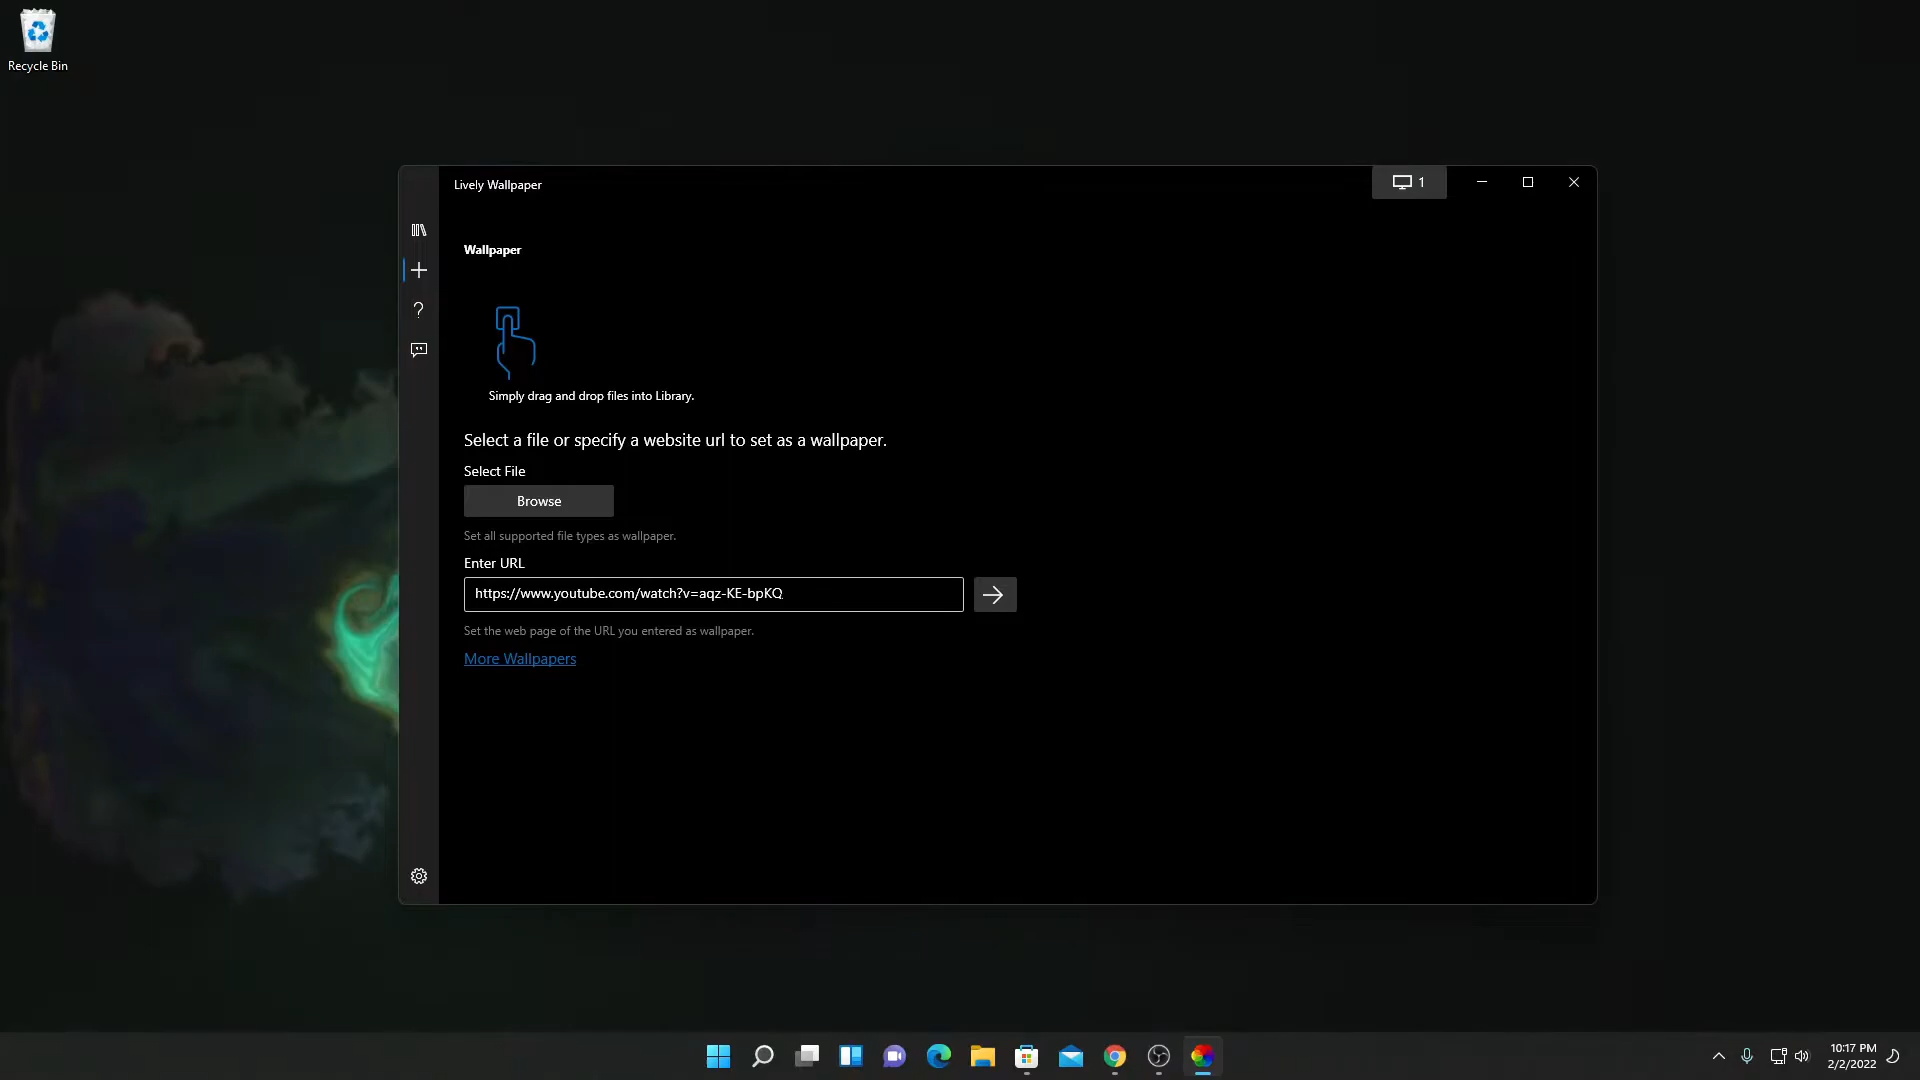 Recycle Bin
Lively Wallpaper
1
Wallpaper
Simply drag and drop files into Library.
Select a file or specify a website url to set as a wallpaper.
Select File
Browse
Set all supported file types as wallpaper.
Enter URL
https://www.youtube.com/watch?v=aqz-KE-bpKQ
Set the web page of the URL you entered as wallpaper.
More Wallpapers
10:17 PM
2/2/2022